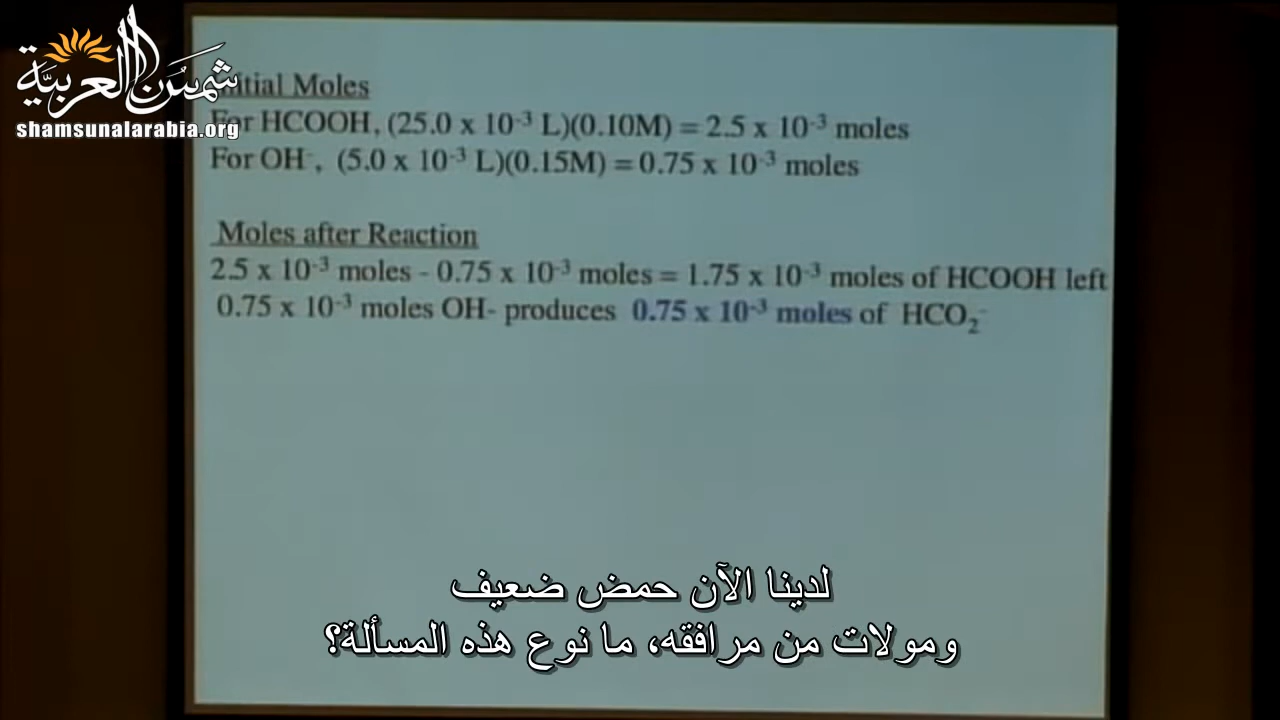 شمسنا العربية
shamsunalarabia.org
Initial Moles
For HCOOH, (25.0 x 10⁻³ L)(0.10M) = 2.5 x 10⁻³ moles
For OH⁻, (5.0 x 10⁻³ L)(0.15M) = 0.75 x 10⁻³ moles
Moles after Reaction
2.5 x 10⁻³ moles - 0.75 x 10⁻³ moles = 1.75 x 10⁻³ moles of HCOOH left
0.75 x 10⁻³ moles OH- produces 0.75 x 10⁻³ moles of HCO₂⁻
لدينا الآن حمض ضعيف
ومولات من مرافقه، ما نوع هذه المسألة؟